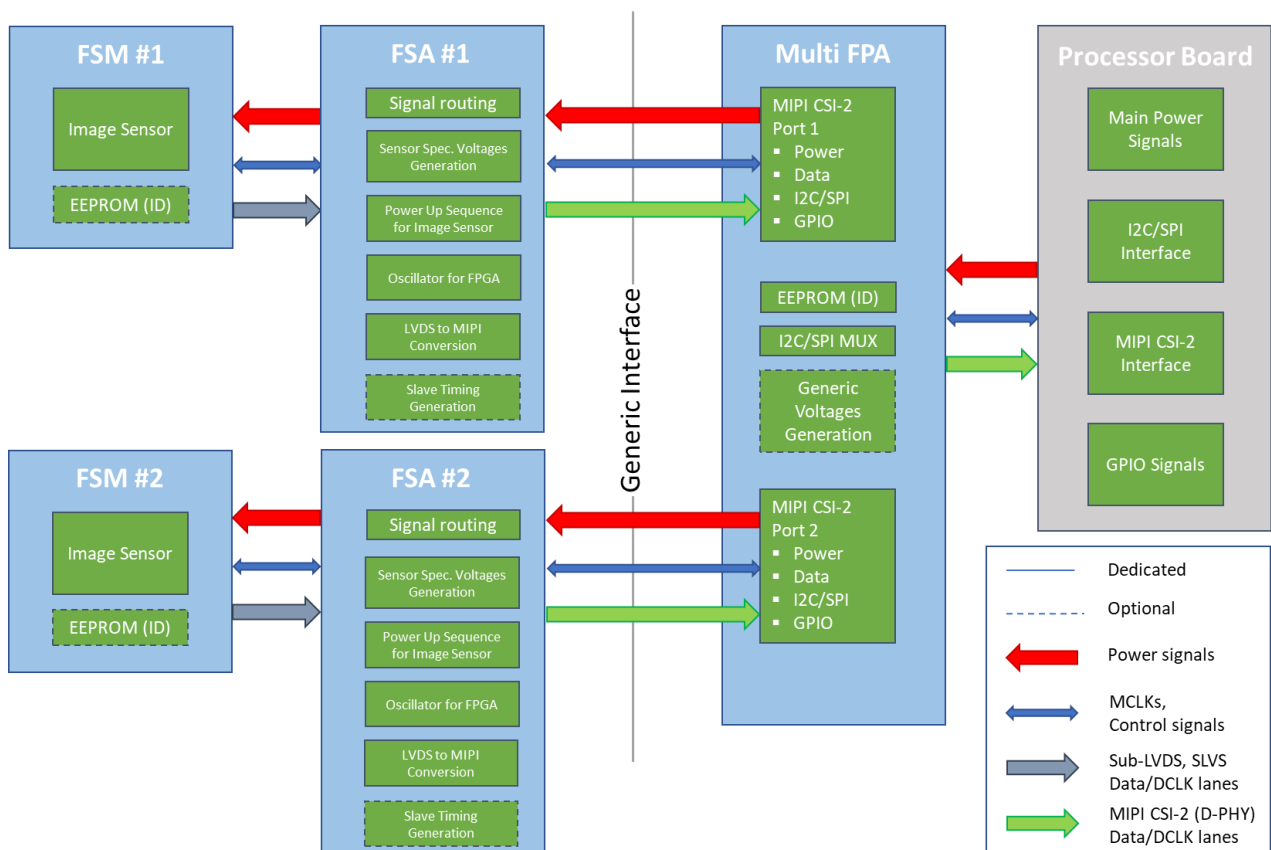 FSM #1
Image Sensor
EEPROM (ID)
FSA #1
Signal routing
Sensor Spec. Voltages
Generation
Power Up Sequence
for Image Sensor
Oscillator for FPGA
LVDS to MIPI
Conversion
Slave Timing
Generation
Generic Interface
Multi FPA
MIPI CSI-2
Port 1
▪ Power
▪ Data
▪ I2C/SPI
▪ GPIO
EEPROM (ID)
I2C/SPI MUX
Generic
Voltages
Generation
MIPI CSI-2
Port 2
▪ Power
▪ Data
▪ I2C/SPI
▪ GPIO
Processor Board
Main Power
Signals
I2C/SPI
Interface
MIPI CSI-2
Interface
GPIO Signals
FSM #2
Image Sensor
EEPROM (ID)
FSA #2
Signal routing
Sensor Spec. Voltages
Generation
Power Up Sequence
for Image Sensor
Oscillator for FPGA
LVDS to MIPI
Conversion
Slave Timing
Generation
Dedicated
Optional
Power signals
MCLKs,
Control signals
Sub-LVDS, SLVS
Data/DCLK lanes
MIPI CSI-2 (D-PHY)
Data/DCLK lanes